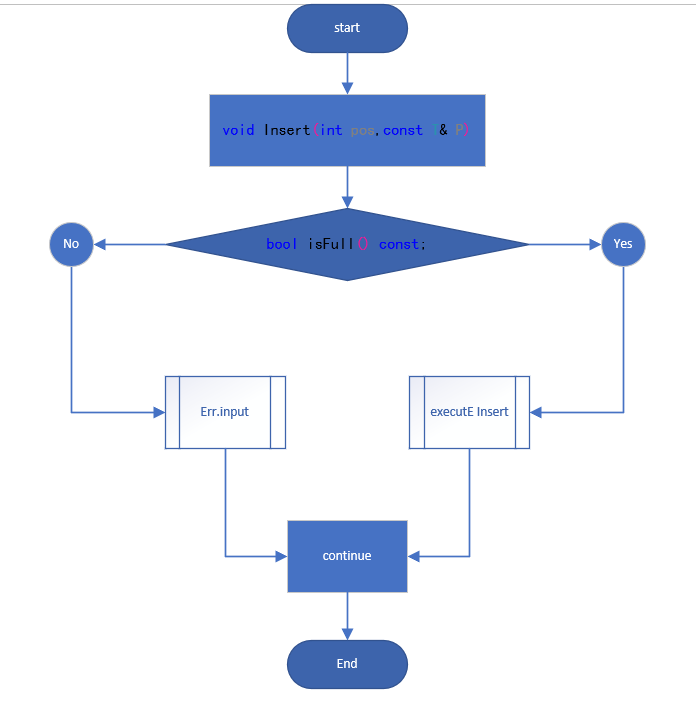 start
void Insert(int pos,const T& P)
bool isFull() const;
No
Yes
Err.input
executE Insert
continue
End